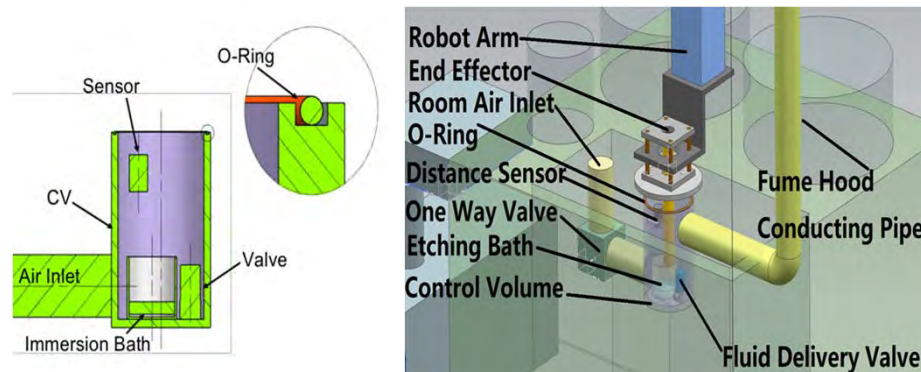 O-Ring
Sensor
CV
Air Inlet
Valve
Immersion Bath
Robot Arm
End Effector
Room Air Inlet
O-Ring
Distance Sensor
One Way Valve
Etching Bath
Control Volume
Fume Hood
Conducting Pipe
Fluid Delivery Valve